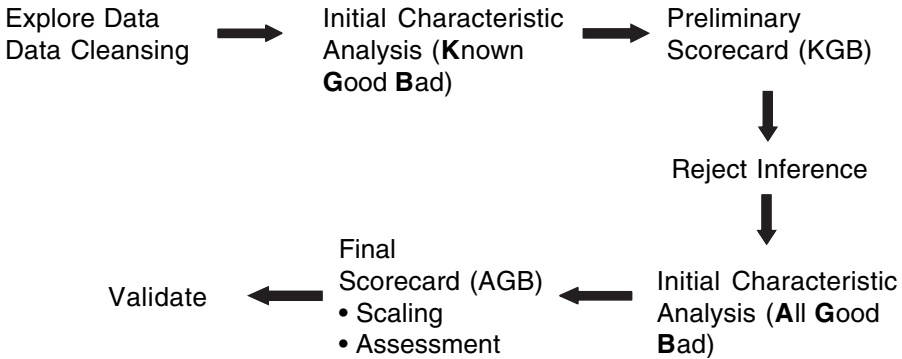 Explore Data
Data Cleansing
Initial Characteristic
Analysis (Known
Good Bad)
Preliminary
Scorecard (KGB)
Reject Inference
Initial Characteristic
Analysis (All Good
Bad)
Final
Scorecard (AGB)
• Scaling
• Assessment
Validate